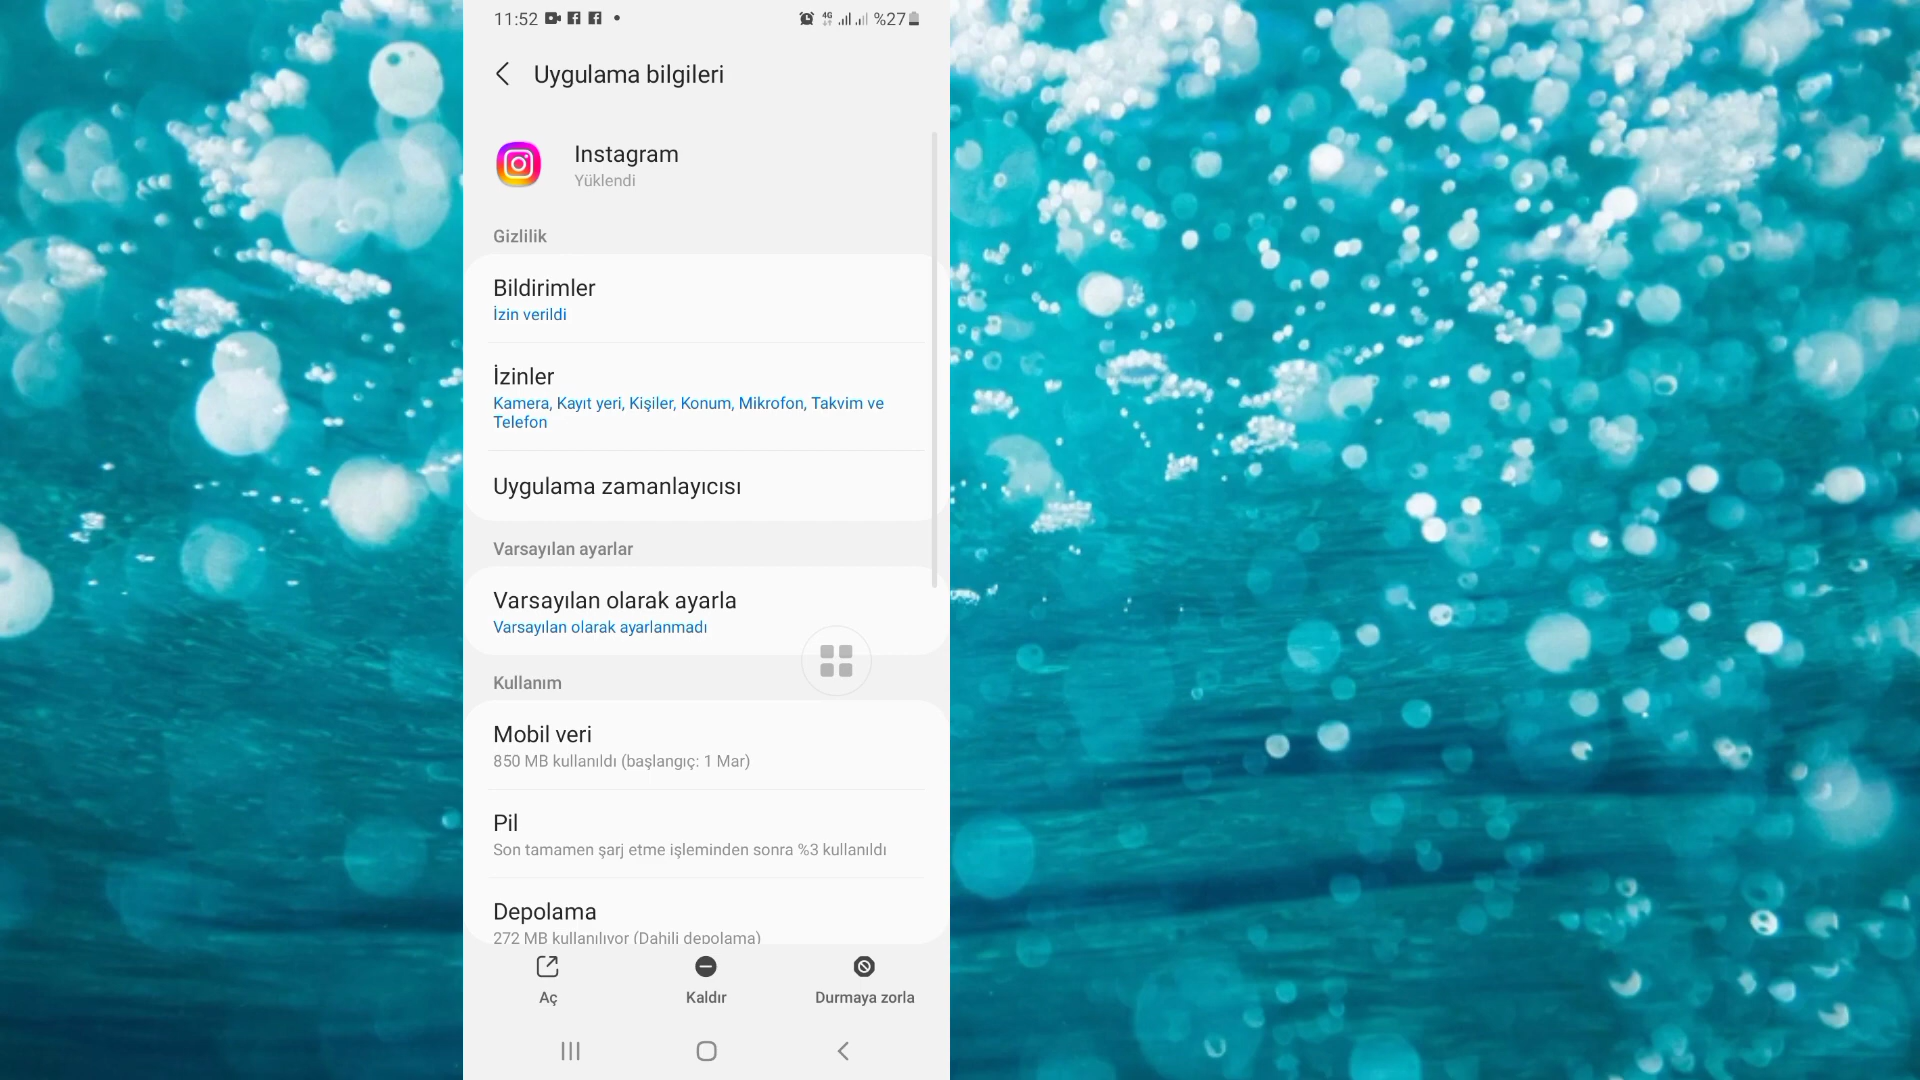 11:52
4G
%27
Uygulama bilgileri
Instagram
Yüklendi
Gizlilik
Bildirimler
İzin verildi
İzinler
Kamera, Kayıt yeri, Kişiler, Konum, Mikrofon, Takvim ve
Telefon
Uygulama zamanlayıcısı
Varsayılan ayarlar
Varsayılan olarak ayarla
Varsayılan olarak ayarlanmadı
Kullanım
Mobil veri
850 MB kullanıldı (başlangıç: 1 Mar)
Pil
Son tamamen şarj etme işleminden sonra %3 kullanıldı
Depolama
272 MB kullanılıyor (Dahili depolama)
Aç
Kaldır
Durmaya zorla